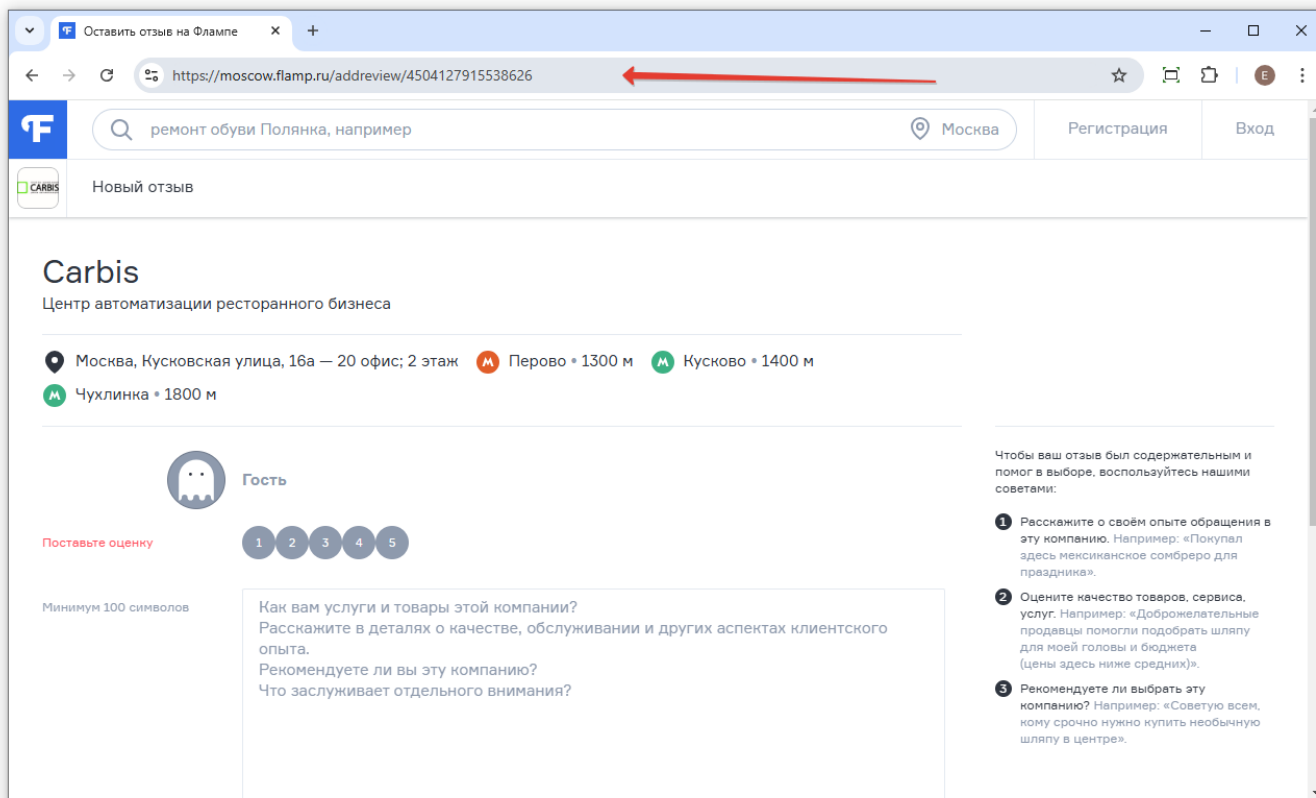 Оставить отзыв на Флампе
https://moscow.flamp.ru/addreview/4504127915538626
E
ремонт обуви Полянка, например
Москва
Регистрация
Вход
CARBIS
Новый отзыв
Carbis
Центр автоматизации ресторанного бизнеса
Москва, Кусковская улица, 16а — 20 офис; 2 этаж
М Перово • 1300 м
М Кусково • 1400 м
М Чухлинка • 1800 м
Гость
Поставьте оценку
1 2 3 4 5
Минимум 100 символов
Как вам услуги и товары этой компании?
Расскажите в деталях о качестве, обслуживании и других аспектах клиентского
опыта.
Рекомендуете ли вы эту компанию?
Что заслуживает отдельного внимания?
Чтобы ваш отзыв был содержательным и
помог в выборе, воспользуйтесь нашими
советами:
1 Расскажите о своём опыте обращения в
эту компанию. Например: «Покупал
здесь мексиканское сомбреро для
праздника».
2 Оцените качество товаров, сервиса,
услуг. Например: «Доброжелательные
продавцы помогли подобрать шляпу
для моей головы и бюджета
(цены здесь ниже средних)».
3 Рекомендуете ли выбрать эту
компанию? Например: «Советую всем,
кому срочно нужно купить необычную
шляпу в центре».